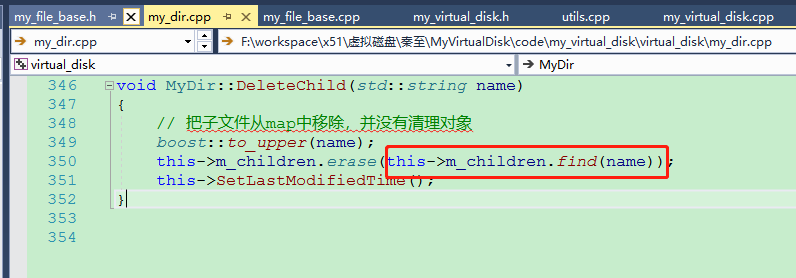 my_file_base.h my_dir.cpp my_file_base.cpp my_virtual_disk.h utils.cpp my_virtual_disk.cpp
my_dir.cpp F:\workspace\x51\虚拟磁盘\秦至\MyVirtualDisk\code\my_virtual_disk\virtual_disk\my_dir.cpp
virtual_disk MyDir
346 void MyDir::DeleteChild(std::string name)
347 {
348 // 把子文件从map中移除，并没有清理对象
349 boost::to_upper(name);
350 this->m_children.erase(this->m_children.find(name));
351 this->SetLastModifiedTime();
352 }
353
354